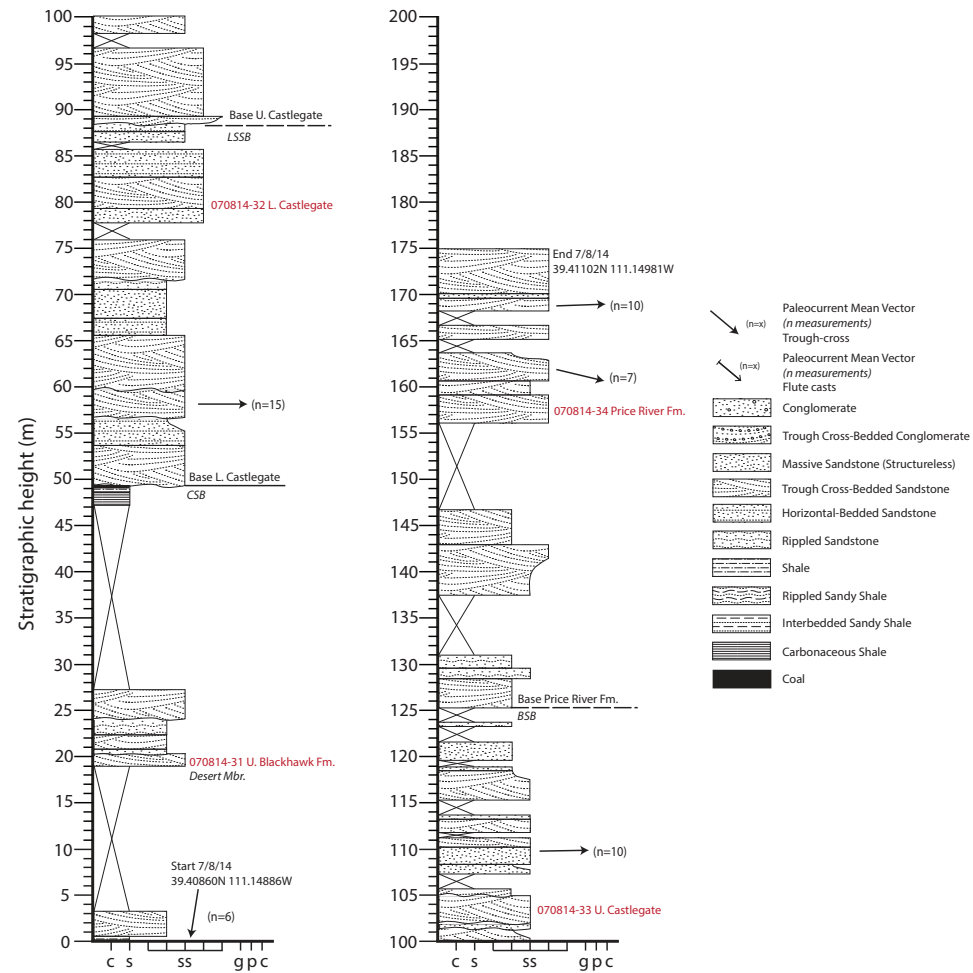 Stratigraphic height (m)
100
95
90
85
80
75
70
65
60
55
50
45
40
35
30
25
20
15
10
5
0
c s ss g p c
Base U. Castlegate
LSSB
070814-32 L. Castlegate
(n=15)
Base L. Castlegate
CSB
070814-31 U. Blackhawk Fm.
Desert Mbr.
Start 7/8/14
39.40860N 111.14886W
(n=6)
200
195
190
185
180
175
170
165
160
155
150
145
140
135
130
125
120
115
110
105
100
c s ss g p c
End 7/8/14
39.41102N 111.14981W
(n=10)
(n=7)
070814-34 Price River Fm.
Base Price River Fm.
BSB
(n=10)
070814-33 U. Castlegate
(n=x)
Paleocurrent Mean Vector
(n measurements)
Trough-cross
(n=x)
Paleocurrent Mean Vector
(n measurements)
Flute casts
Conglomerate
Trough Cross-Bedded Conglomerate
Massive Sandstone (Structureless)
Trough Cross-Bedded Sandstone
Horizontal-Bedded Sandstone
Rippled Sandstone
Shale
Rippled Sandy Shale
Interbedded Sandy Shale
Carbonaceous Shale
Coal